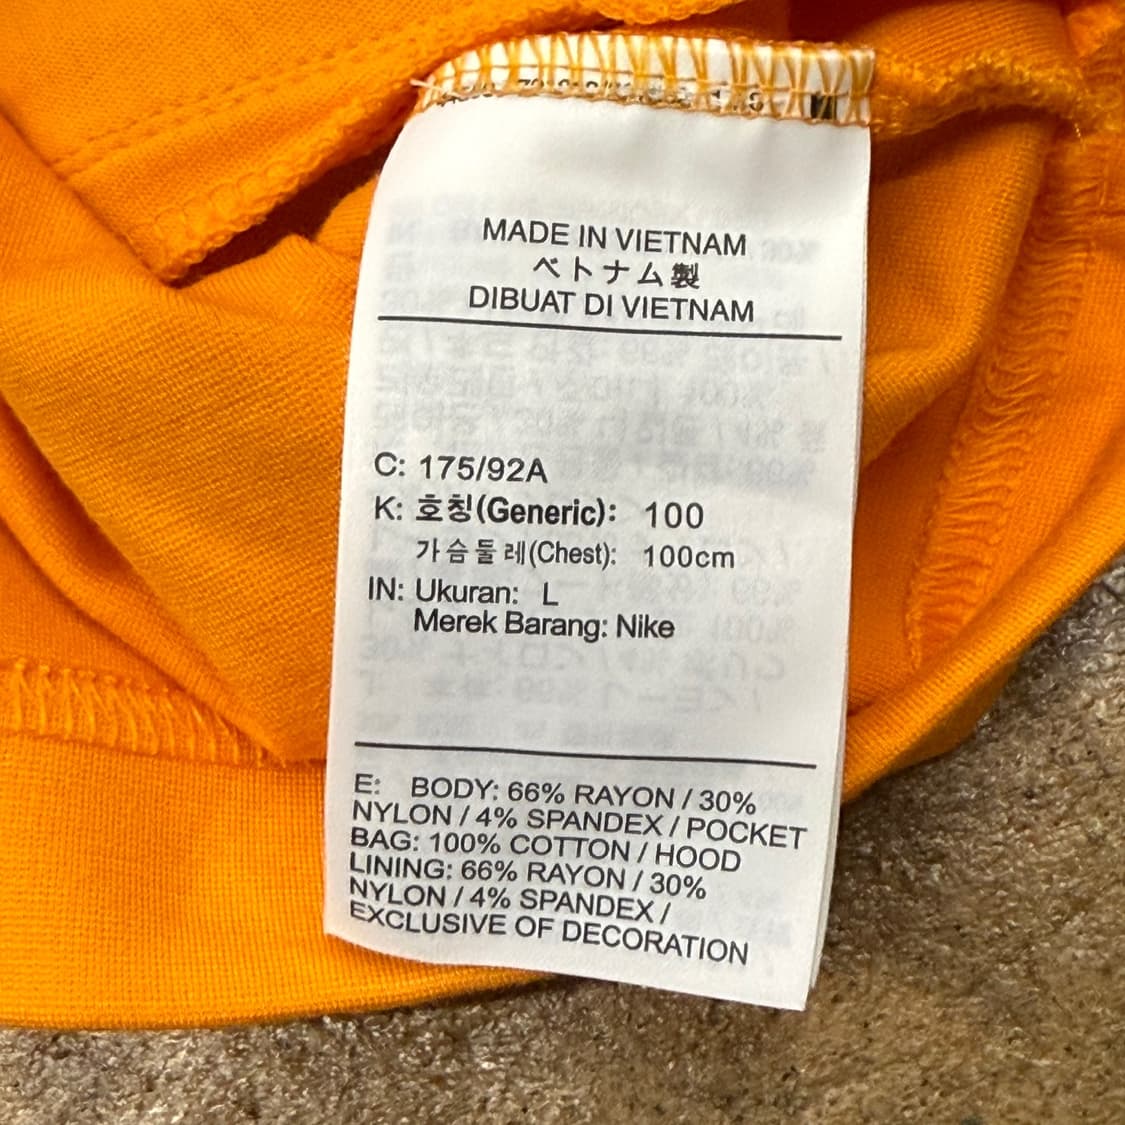 MADE IN VIETNAM
ベトナム製
DIBUAT DI VIETNAM
C: 175/92A
K: 호칭(Generic): 100
가슴둘레(Chest): 100cm
IN: Ukuran: L
Merek Barang: Nike
E: BODY: 66% RAYON / 30%
NYLON / 4% SPANDEX / POCKET
BAG: 100% COTTON / HOOD
LINING: 66% RAYON / 30%
NYLON / 4% SPANDEX /
EXCLUSIVE OF DECORATION